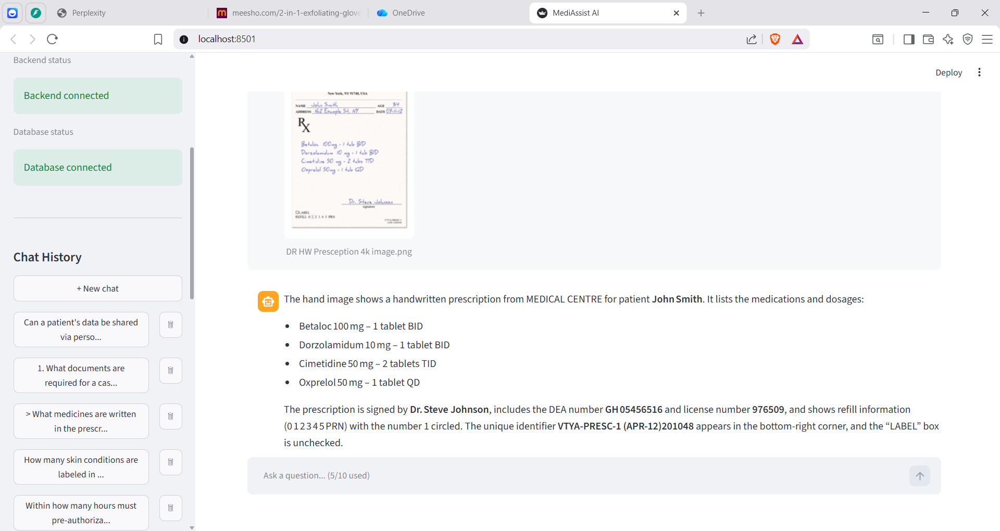 Perplexity
meesho.com/2-in-1-exfoliating-glove
OneDrive
MediAssist AI
localhost:8501
Deploy
Backend status
Backend connected
Database status
Database connected
Chat History
+ New chat
Can a patient's data be shared
via perso...
1. What documents are
required for a cas...
> What medicines are written
in the prescr...
How many skin conditions are
labeled in ...
Within how many hours must
pre-authoriza...
New York, NY 91740, USA
NAME John Smith AGE 34
ADDRESS 162 Example St, NY DATE 09-11-12
Rx
Betaloc 100mg - 1 tab BID
Dorzolamidum 10 mg - 1 tab BID
Cimetidine 50 mg - 2 tabs TID
Oxprelol 50mg - 1 tab QD
Dr. Steve Johnson
signature
LABEL
REFILL 0 1 2 3 4 5 PRN
VTYA-PRESC-1
DR HW Presception 4k image.png
The hand image shows a handwritten prescription from MEDICAL CENTRE for patient John Smith. It lists the medications and dosages:
• Betaloc 100 mg – 1 tablet BID
• Dorzolamidum 10 mg – 1 tablet BID
• Cimetidine 50 mg – 2 tablets TID
• Oxprelol 50 mg – 1 tablet QD
The prescription is signed by Dr. Steve Johnson, includes the DEA number GH 05456516 and license number 976509, and shows refill information
(0 1 2 3 4 5 PRN) with the number 1 circled. The unique identifier VTYA-PRESC-1 (APR-12)201048 appears in the bottom-right corner, and the “LABEL” box
is unchecked.
Ask a question... (5/10 used)